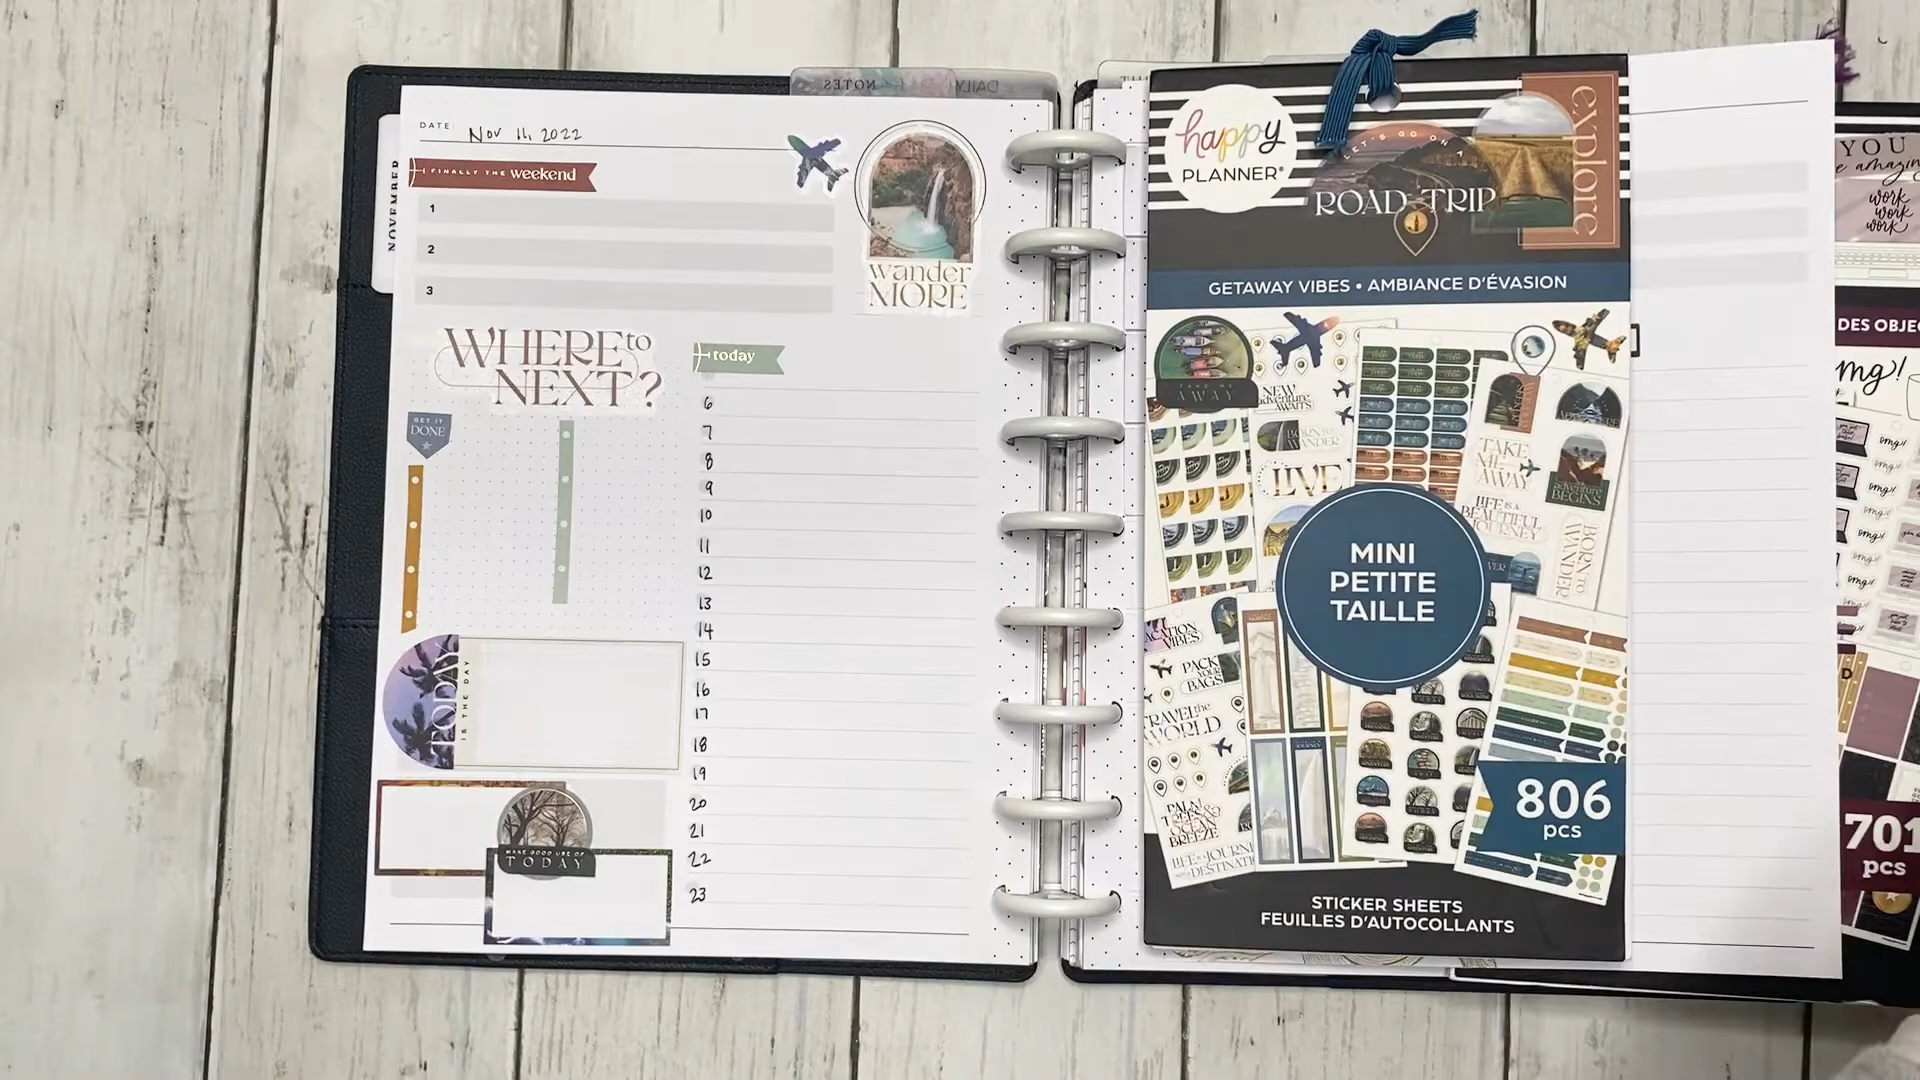 DAILY
NOTES
NOVEMBER
DATE:
Nov 11, 2022
FINALLY THE weekend
1
2
3
wander
MORE
WHERE to
NEXT?
GET IT
DONE
today
6
7
8
9
10
11
12
13
14
15
16
17
18
19
20
21
22
23
TODAY
IS THE DAY
MAKE GOOD USE OF
TODAY
happy
PLANNER®
LET'S GO ON A
ROAD TRIP
explore
GETAWAY VIBES • AMBIANCE D'ÉVASION
TAKE ME
AWAY
NEW
adventure
AWAITS
BORN to
WANDER
LIVE
TAKE
ME
AWAY
adventure
BEGINS
LIFE IS A
BEAUTIFUL
JOURNEY
BORN TO
WANDER
MINI
PETITE
TAILLE
VACATION
VIBES
PACK
YOUR
BAGS
TRAVEL the
WORLD
PALM
TREES &
OCEAN
BREEZE
806
pcs
STICKER SHEETS
FEUILLES D'AUTOCOLLANTS
YOU
amazing
work
work
work
DES OBJE
omg!
omg!
omg!
omg!
701
pcs